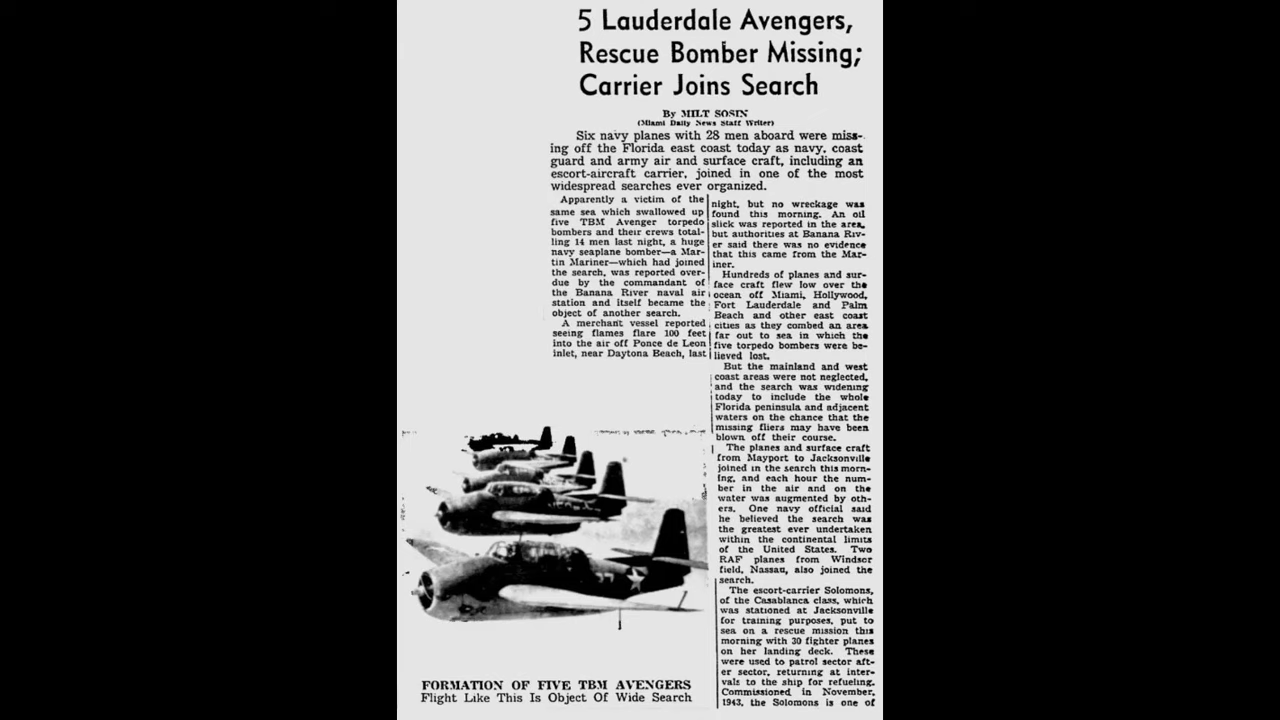 5 Lauderdale Avengers,
Rescue Bomber Missing;
Carrier Joins Search
By MILT SOSIN
(Miami Daily News Staff Writer)
Six navy planes with 28 men aboard were miss-
ing off the Florida east coast today as navy, coast
guard and army air and surface craft, including an
escort-aircraft carrier, joined in one of the most
widespread searches ever organized.
Apparently a victim of the
same sea which swallowed up
five TBM Avenger torpedo
bombers and their crews total-
ling 14 men last night, a huge
navy seaplane bomber—a Mar-
tin Mariner—which had joined
the search, was reported over-
due by the commandant of
the Banana River naval air
station and itself became the
object of another search.
A merchant vessel reported
seeing flames flare 100 feet
into the air off Ponce de Leon
inlet, near Daytona Beach, last
night, but no wreckage was
found this morning. An oil
slick was reported in the area,
but authorities at Banana Riv-
er said there was no evidence
that this came from the Mar-
iner.
Hundreds of planes and sur-
face craft flew low over the
ocean off Miami, Hollywood,
Fort Lauderdale and Palm
Beach and other east coast
cities as they combed an area
far out to sea in which the
five torpedo bombers were be-
lieved lost.
But the mainland and west
coast areas were not neglected,
and the search was widening
today to include the whole
Florida peninsula and adjacent
waters on the chance that the
missing fliers may have been
blown off their course.
The planes and surface craft
from Mayport to Jacksonville
joined in the search this morn-
ing, and each hour the num-
ber in the air and on the
water was augmented by oth-
ers. One navy official said
he believed the search was
the greatest ever undertaken
within the continental limits
of the United States. Two
RAF planes from Windsor
field, Nassau, also joined the
search.
The escort-carrier Solomons,
of the Casablanca class, which
was stationed at Jacksonville
for training purposes, put to
sea on a rescue mission this
morning with 30 fighter planes
on her landing deck. These
were used to patrol sector aft-
er sector, returning at inter-
vals to the ship for refueling.
Commissioned in November,
1943, the Solomons is one of
FORMATION OF FIVE TBM AVENGERS
Flight Like This Is Object Of Wide Search